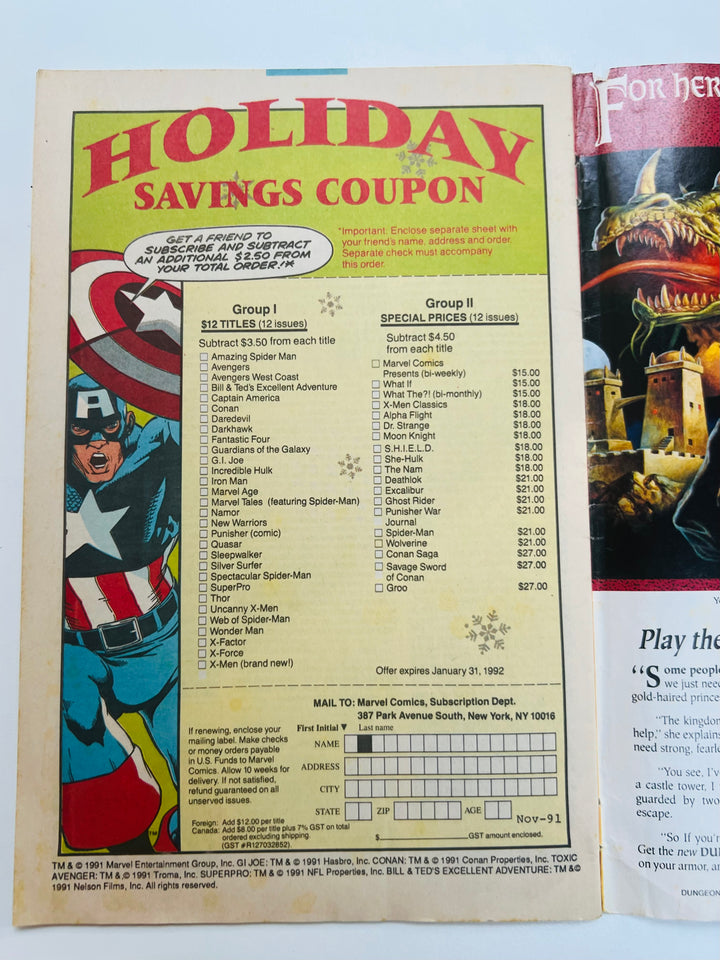 HOLIDAY
SAVINGS COUPON
GET A FRIEND TO
SUBSCRIBE AND SUBTRACT
AN ADDITIONAL $2.50 FROM
YOUR TOTAL ORDER!*
*Important: Enclose separate sheet with
your friend's name, address and order.
Separate check must accompany
this order.
Group I
$12 TITLES (12 issues)
Subtract $3.50 from each title
Amazing Spider Man
Avengers
Avengers West Coast
Bill & Ted's Excellent Adventure
Captain America
Conan
Daredevil
Darkhawk
Fantastic Four
Guardians of the Galaxy
G.I. Joe
Incredible Hulk
Iron Man
Marvel Age
Marvel Tales (featuring Spider-Man)
Namor
New Warriors
Punisher (comic)
Quasar
Sleepwalker
Silver Surfer
Spectacular Spider-Man
SuperPro
Thor
Uncanny X-Men
Web of Spider-Man
Wonder Man
X-Factor
X-Force
X-Men (brand new!)
Group II
SPECIAL PRICES (12 issues)
Subtract $4.50
from each title
Marvel Comics
Presents (bi-weekly) $15.00
What If $15.00
What The?! (bi-monthly) $15.00
X-Men Classics $18.00
Alpha Flight $18.00
Dr. Strange $18.00
Moon Knight $18.00
S.H.I.E.L.D. $18.00
She-Hulk $18.00
The Nam $18.00
Deathlok $21.00
Excalibur $21.00
Ghost Rider $21.00
Punisher War $21.00
Journal
Spider-Man $21.00
Wolverine $21.00
Conan Saga $27.00
Savage Sword $27.00
of Conan
Groo $27.00
Offer expires January 31, 1992
MAIL TO: Marvel Comics, Subscription Dept.
387 Park Avenue South, New York, NY 10016
If renewing, enclose your
mailing label. Make checks
or money orders payable
in U.S. Funds to Marvel
Comics. Allow 10 weeks for
delivery. If not satisfied,
refund guaranteed on all
unserved issues.
Foreign: Add $12.00 per title
Canada: Add $8.00 per title plus 7% GST on total
ordered excluding shipping.
(GST #R127032852).
First Initial ▼ Last name
NAME
ADDRESS
CITY
STATE ZIP AGE
Nov-91
$ GST amount enclosed.
TM
TM & © 1991 Marvel Entertainment Group, Inc. GI JOE: TM & © 1991 Hasbro, Inc. CONAN: TM & © 1991 Conan Properties, Inc. TOXIC
AVENGER: TM & © 1991 Troma, Inc. SUPERPRO: TM & © 1991 NFL Properties, Inc. BILL & TED'S EXCELLENT ADVENTURE: TM &©
1991 Nelson Films, Inc. All rights reserved.
FOR HER
Play the
"Some people
we just need
gold-haired prince
"The kingdom
help," she explains
need strong, fearle
"You see, I'v
a castle tower, I
guarded by two
escape.
"So If you'r
Get the new DU
on your armor, a
DUNGEON